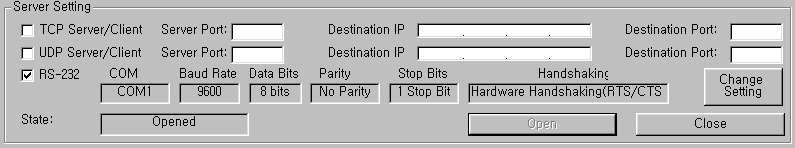 Server Setting
TCP Server/Client Server Port: Destination IP . . . Destination Port:
UDP Server/Client Server Port: Destination IP . . . Destination Port:
RS-232 COM Baud Rate Data Bits Parity Stop Bits Handshaking Change Setting
COM1 9600 8 bits No Parity 1 Stop Bit Hardware Handshaking(RTS/CTS
State: Opened Open Close